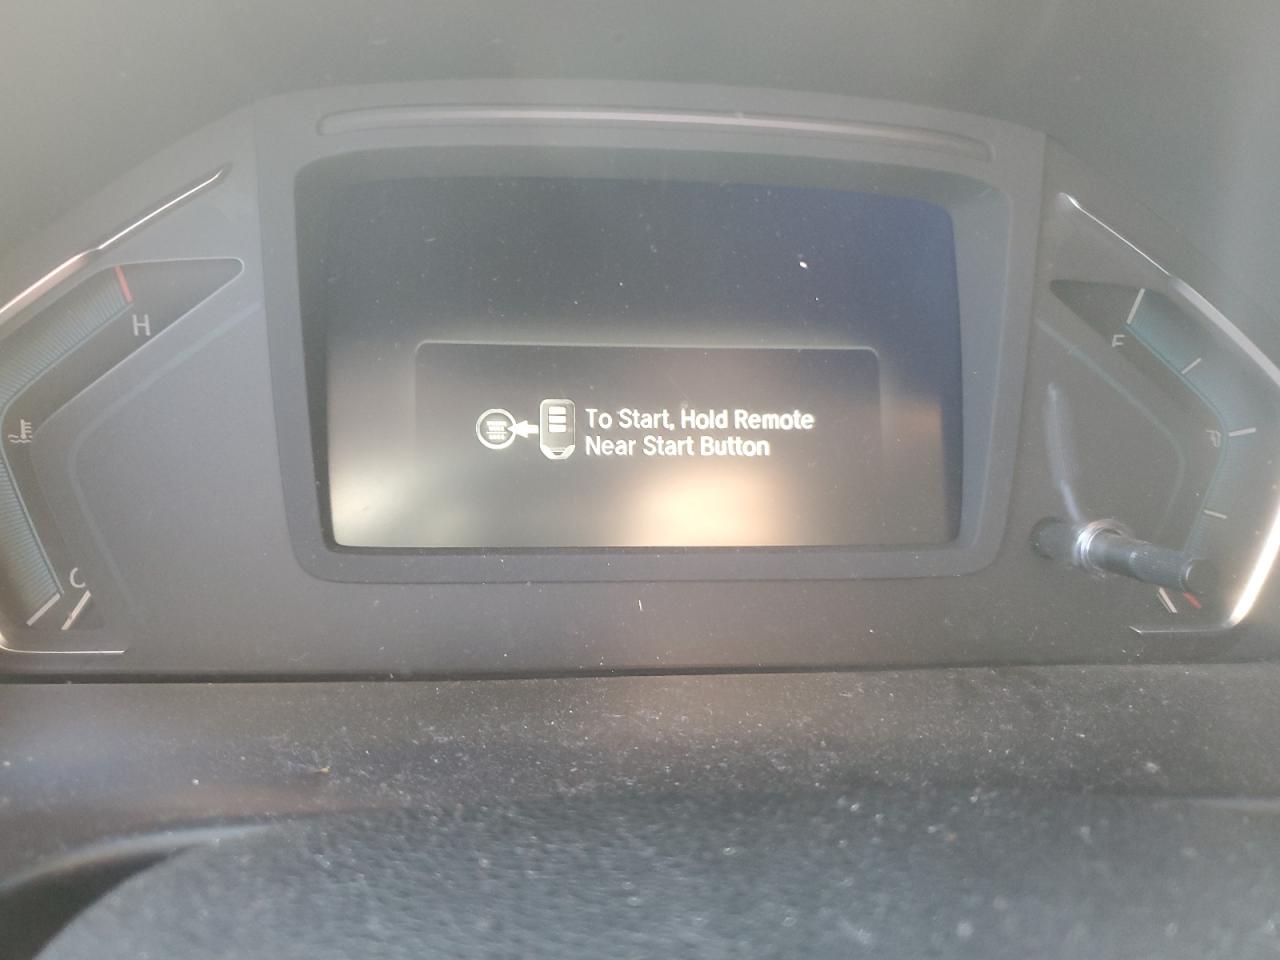 To Start, Hold Remote
Near Start Button
H
C
F